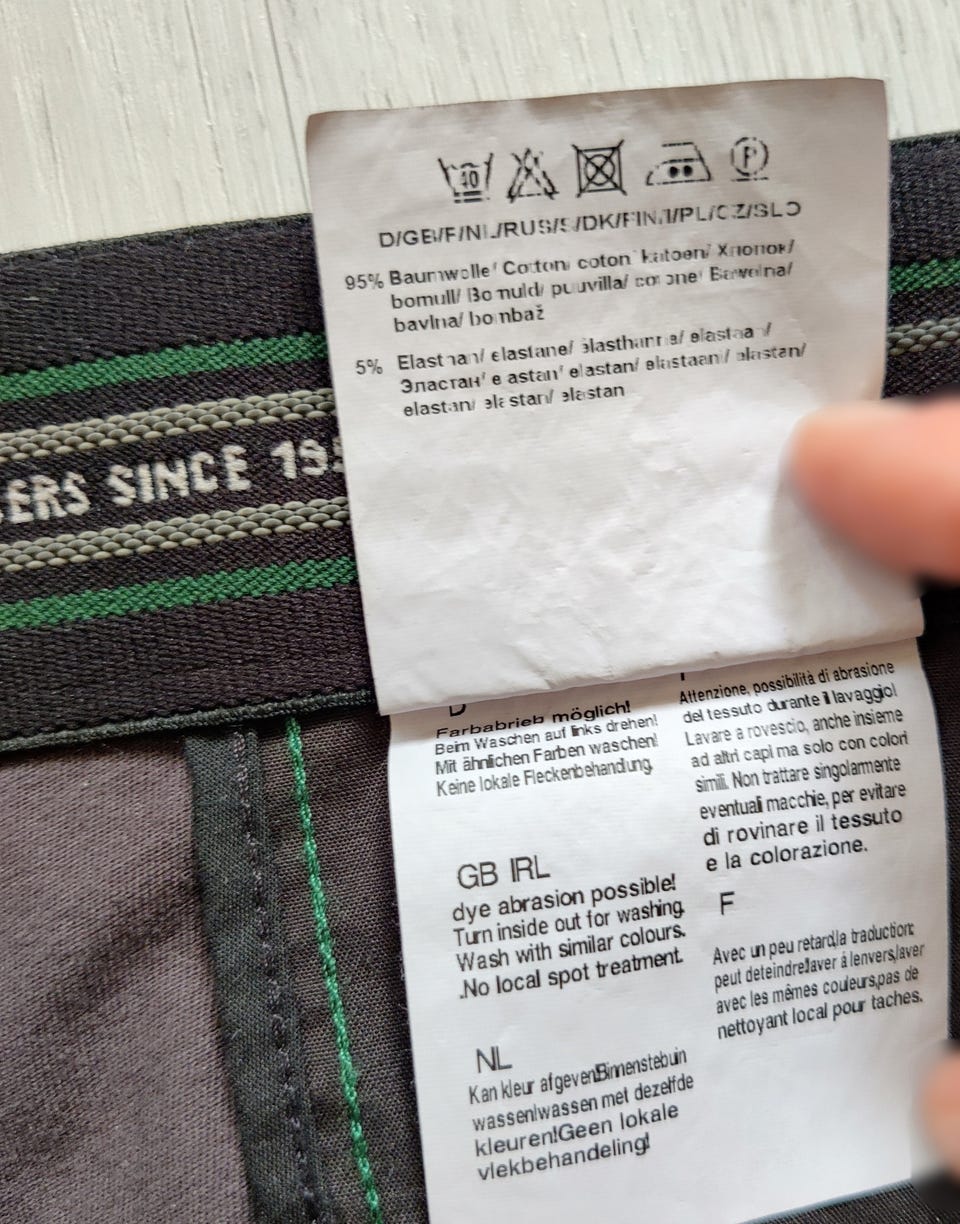 ERS SINCE 19
40
P
D/GB/F/NL/RUS/S/DK/FIN/I/PL/CZ/SLO
95% Baumwolle/ Cotton/ coton/ katoen/ Хлопок/
bomull/ Bomuld/ puuvilla/ cotone/ Bawelna/
bavlna/ bombaž
5% Elasthan/ elastane/ élasthanne/ elastaan/
Эластан/ elastan/ elastan/ elastaani/ elastan/
elastan/ elastan/ elastan
D
Farbabrieb möglich!
Beim Waschen auf links drehen!
Mit ähnlichen Farben waschen!
Keine lokale Fleckenbehandlung.
GB IRL
dye abrasion possible!
Turn inside out for washing.
Wash with similar colours.
.No local spot treatment.
NL
Kan kleur afgeven!Binnenstebuin
wassen!wassen met dezelfde
kleuren!Geen lokale
vlekbehandeling!
I
Attenzione, possibilità di abrasione
del tessuto durante il lavaggio!
Lavare a rovescio, anche insieme
ad altri capi ma solo con colori
simili. Non trattare singolarmente
eventuali macchie, per evitare
di rovinare il tessuto
e la colorazione.
F
Avec un peu retard,la traduction:
peut deteindre!laver à lenvers,laver
avec les mêmes couleurs,pas de
nettoyant local pour taches.